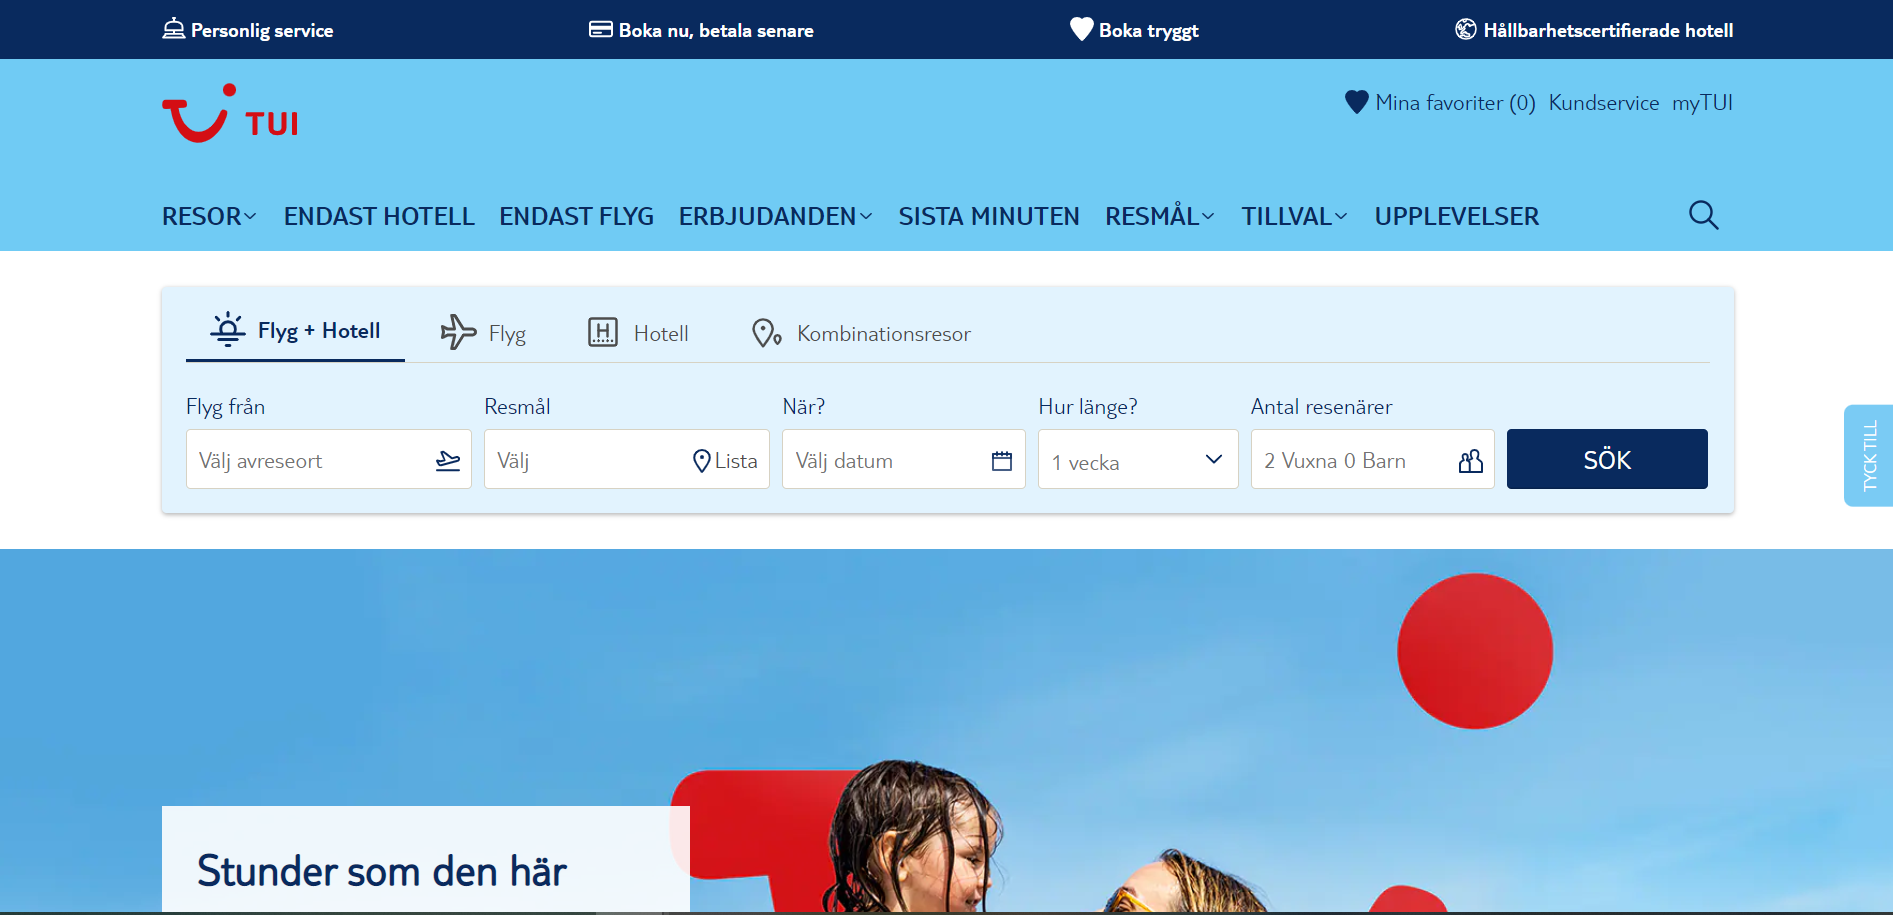 Personlig service
Boka nu, betala senare
Boka tryggt
Hållbarhetscertifierade hotell
TUI
Mina favoriter (0) Kundservice myTUI
RESOR ENDAST HOTELL ENDAST FLYG ERBJUDANDEN SISTA MINUTEN RESMÅL TILLVAL UPPLEVELSER
Flyg + Hotell
Flyg
H
Hotell
Kombinationsresor
Flyg från
Resmål
När?
Hur länge?
Antal resenärer
Välj avreseort
Välj
Lista
Välj datum
1 vecka
2 Vuxna 0 Barn
SÖK
TYCK TILL
Stunder som den här